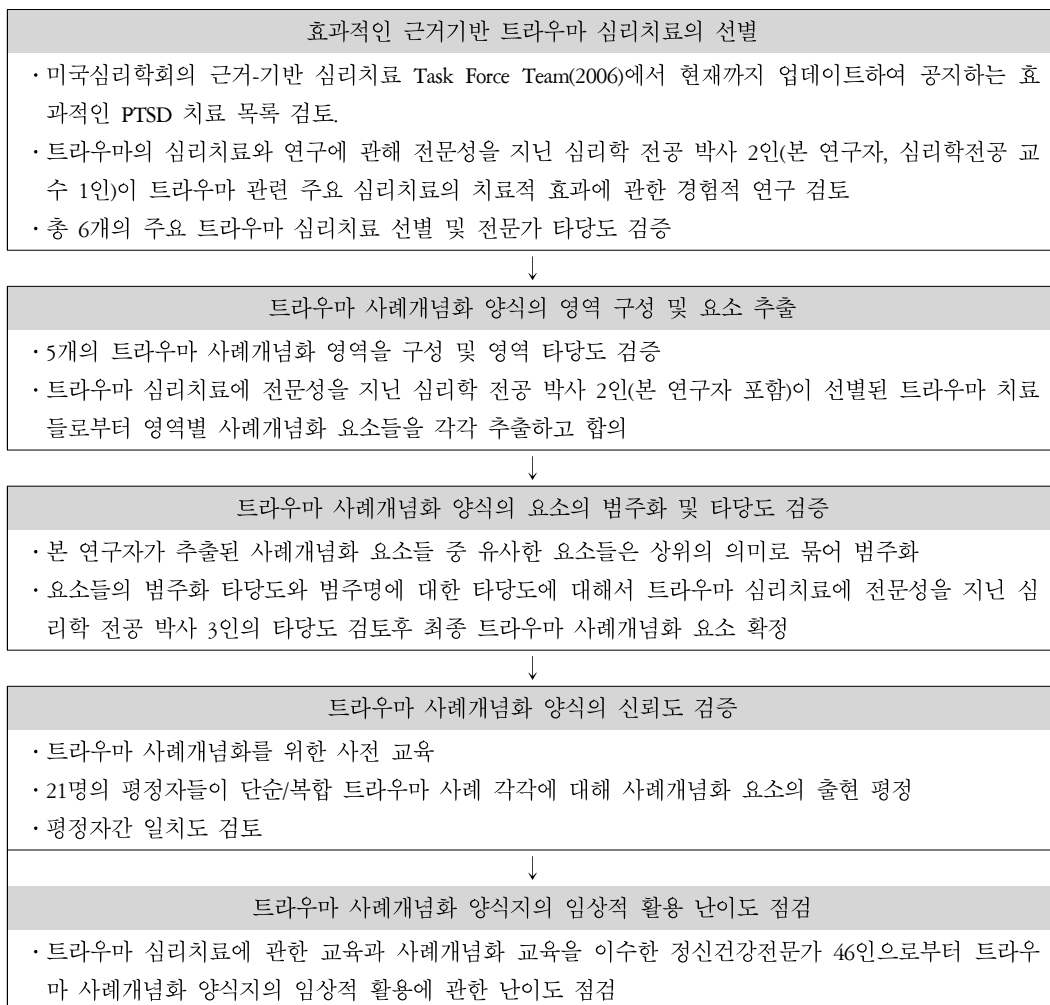 효과적인 근거기반 트라우마 심리치료의 선별
· 미국심리학회의 근거-기반 심리치료 Task Force Team(2006)에서 현재까지 업데이트하여 공지하는 효
과적인 PTSD 치료 목록 검토.
· 트라우마의 심리치료와 연구에 관해 전문성을 지닌 심리학 전공 박사 2인(본 연구자, 심리학전공 교
수 1인)이 트라우마 관련 주요 심리치료의 치료적 효과에 관한 경험적 연구 검토
· 총 6개의 주요 트라우마 심리치료 선별 및 전문가 타당도 검증
↓
트라우마 사례개념화 양식의 영역 구성 및 요소 추출
· 5개의 트라우마 사례개념화 영역을 구성 및 영역 타당도 검증
· 트라우마 심리치료에 전문성을 지닌 심리학 전공 박사 2인(본 연구자 포함)이 선별된 트라우마 치료
들로부터 영역별 사례개념화 요소들을 각각 추출하고 합의
↓
트라우마 사례개념화 양식의 요소의 범주화 및 타당도 검증
· 본 연구자가 추출된 사례개념화 요소들 중 유사한 요소들은 상위의 의미로 묶어 범주화
· 요소들의 범주화 타당도와 범주명에 대한 타당도에 대해서 트라우마 심리치료에 전문성을 지닌 심
리학 전공 박사 3인의 타당도 검토후 최종 트라우마 사례개념화 요소 확정
↓
트라우마 사례개념화 양식의 신뢰도 검증
· 트라우마 사례개념화를 위한 사전 교육
· 21명의 평정자들이 단순/복합 트라우마 사례 각각에 대해 사례개념화 요소의 출현 평정
· 평정자간 일치도 검토
↓
트라우마 사례개념화 양식지의 임상적 활용 난이도 점검
· 트라우마 심리치료에 관한 교육과 사례개념화 교육을 이수한 정신건강전문가 46인으로부터 트라우
마 사례개념화 양식지의 임상적 활용에 관한 난이도 점검